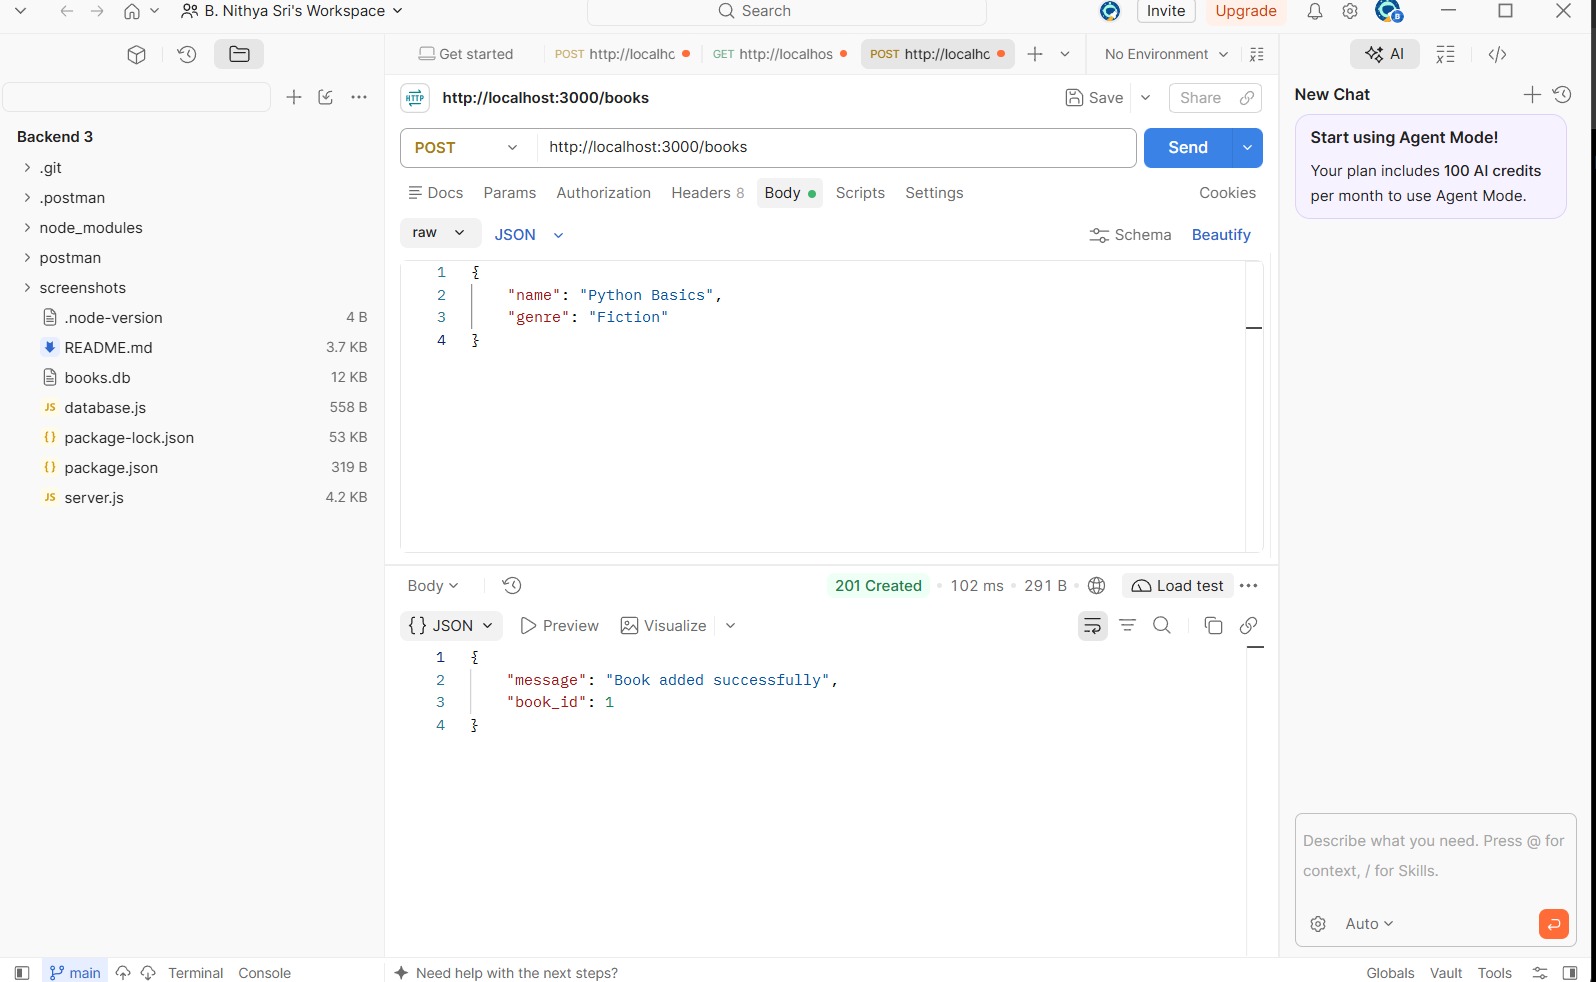 B. Nithya Sri's Workspace
Search
Invite
Upgrade
Get started
POST http://localhc
GET http://localhos
POST http://localhc
No Environment
AI
HTTP
http://localhost:3000/books
Save
Share
New Chat
Start using Agent Mode!
Your plan includes 100 AI credits
per month to use Agent Mode.
Backend 3
.git
.postman
node_modules
postman
screenshots
.node-version 4 B
README.md 3.7 KB
books.db 12 KB
JS database.js 558 B
{} package-lock.json 53 KB
{} package.json 319 B
JS server.js 4.2 KB
POST
http://localhost:3000/books
Send
Docs Params Authorization Headers 8 Body Scripts Settings Cookies
raw JSON Schema Beautify
1 {
2 "name": "Python Basics",
3 "genre": "Fiction"
4 }
Body 201 Created 102 ms 291 B Load test
{} JSON Preview Visualize
1 {
2 "message": "Book added successfully",
3 "book_id": 1
4 }
Describe what you need. Press @ for
context, / for Skills.
Auto
main Terminal Console
Need help with the next steps?
Globals Vault Tools